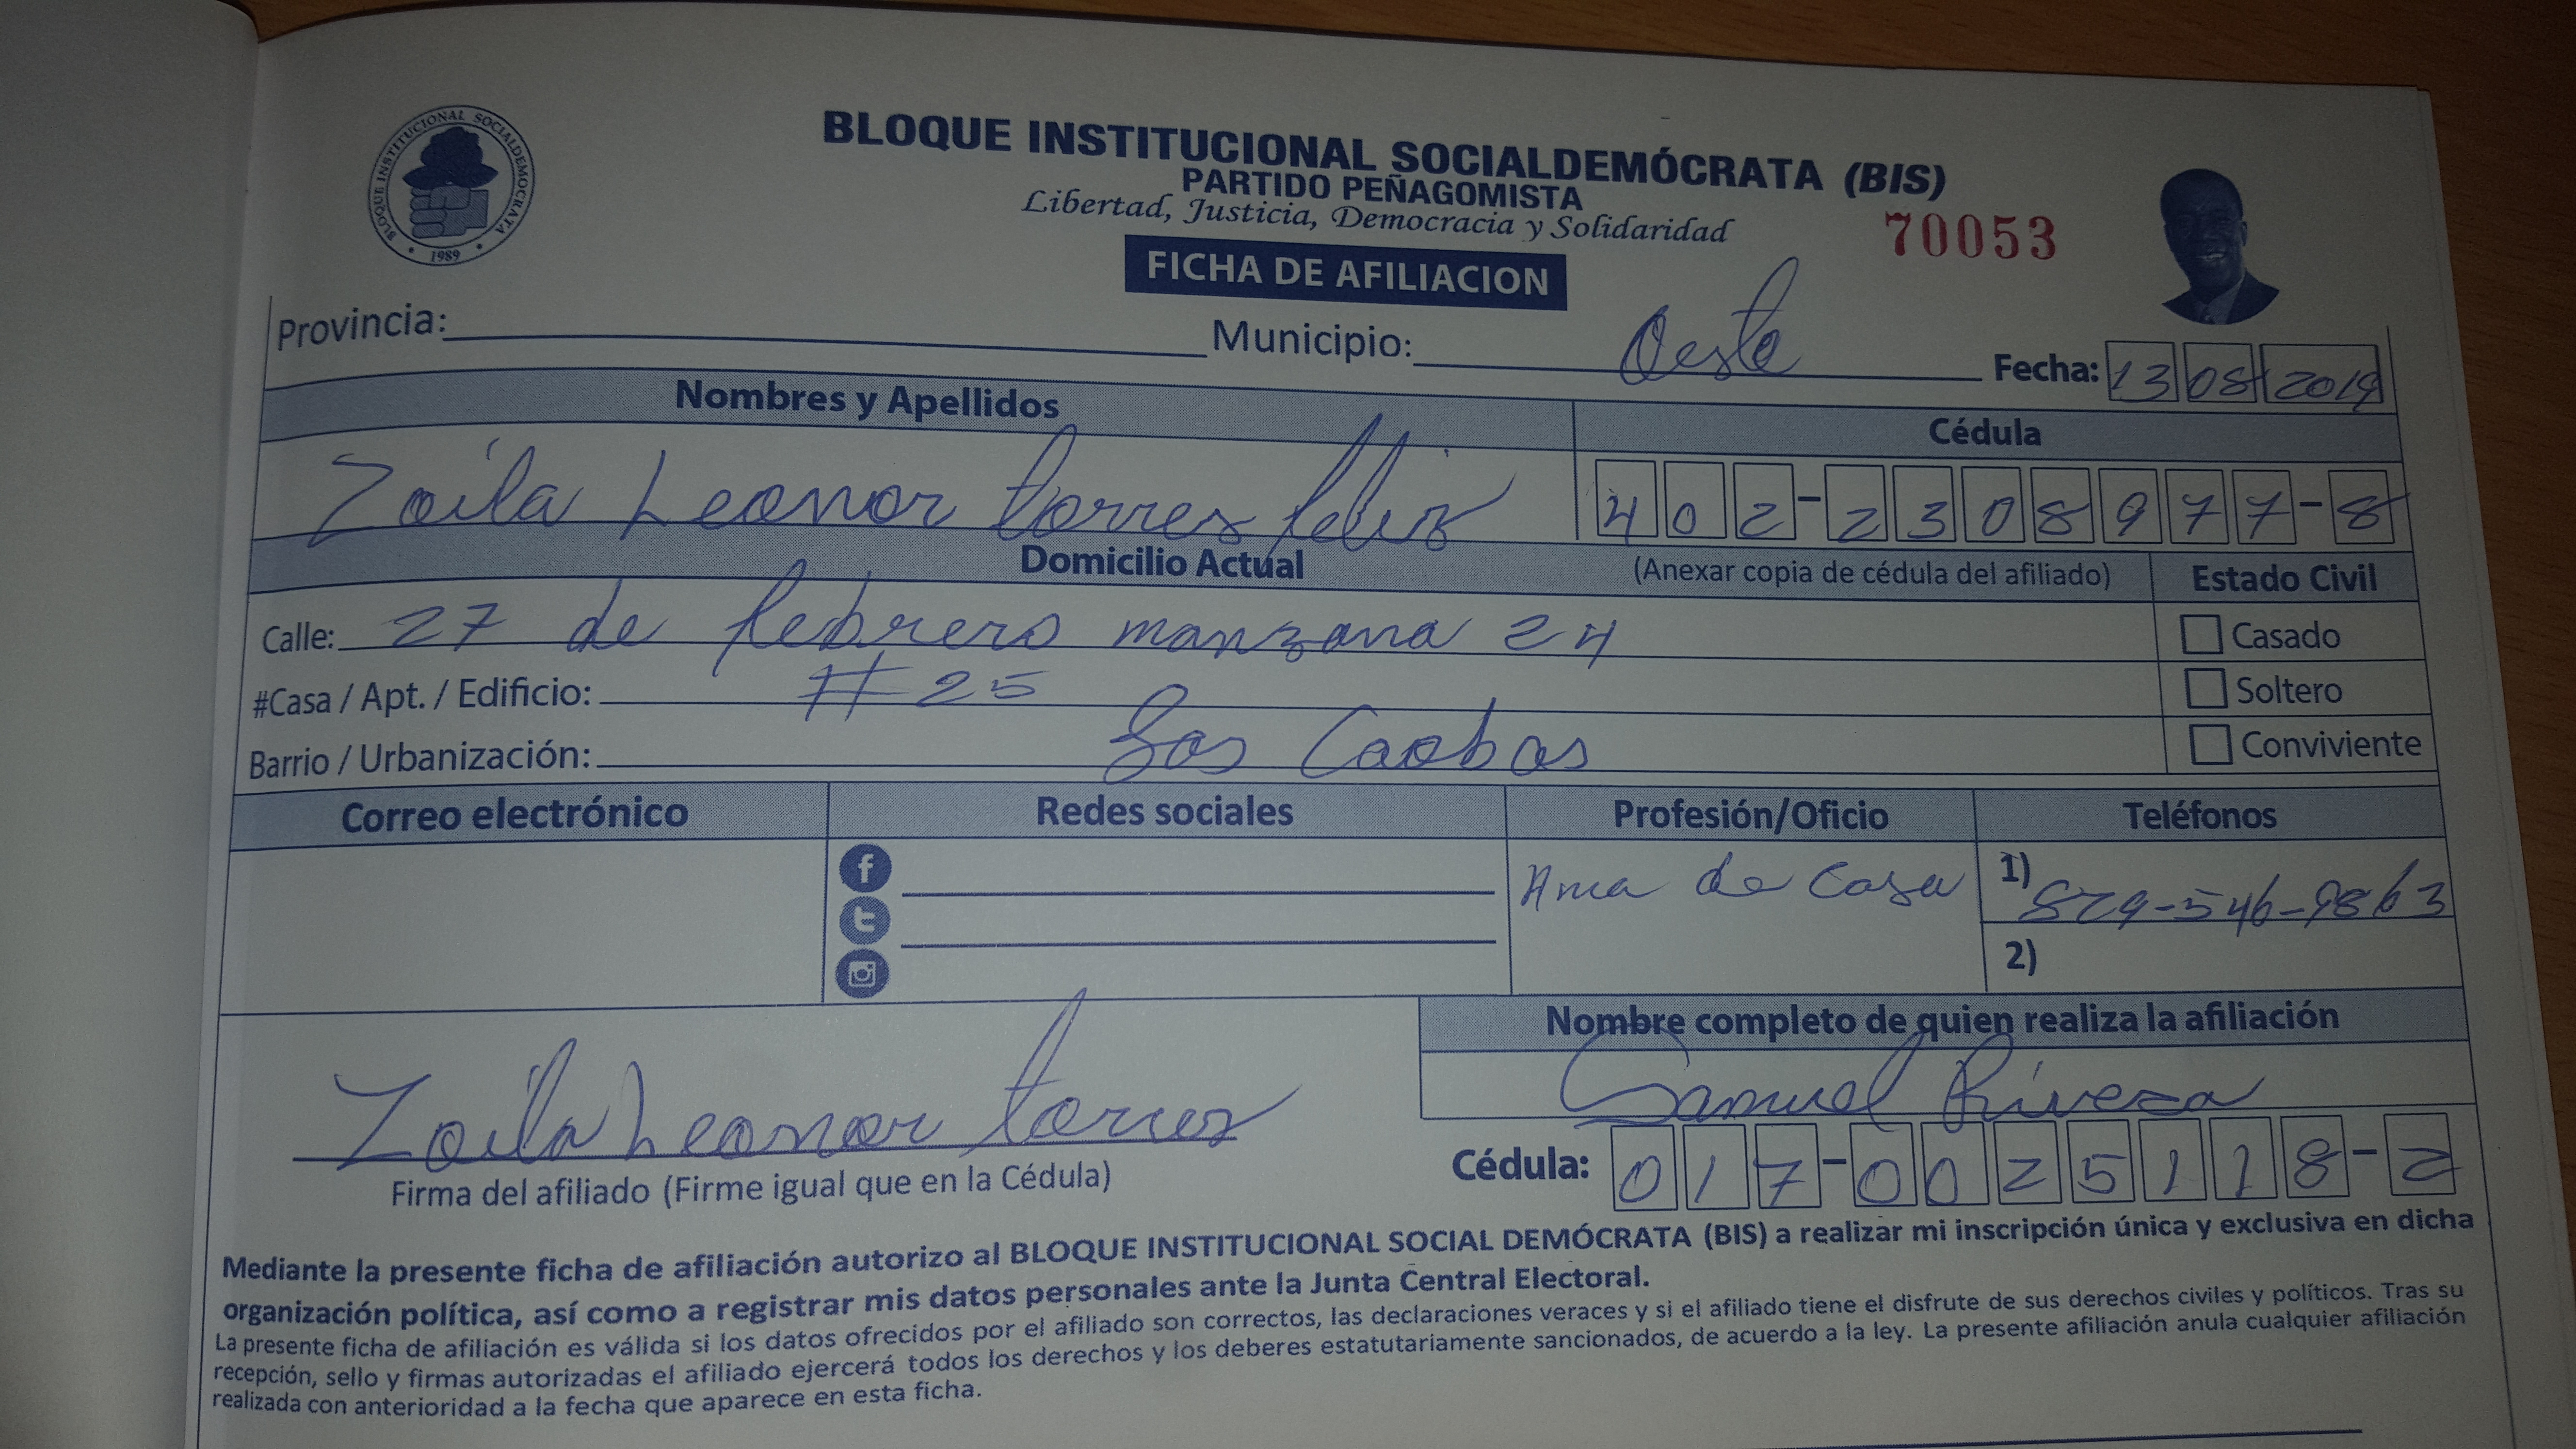 BLOQUE INSTITUCIONAL SOCIALDEMOCRATA
1989
BLOQUE INSTITUCIONAL SOCIALDEMÓCRATA (BIS)
PARTIDO PEÑAGOMISTA
Libertad, Justicia, Democracia y Solidaridad
70053
FICHA DE AFILIACION
Provincia: Municipio: Oeste Fecha: 13 08 2019
Nombres y Apellidos Cédula
Zoila Leonor torres feliz 402-2308977-8
Domicilio Actual (Anexar copia de cédula del afiliado) Estado Civil
Calle: 27 de febrero manzana 24 Casado
#Casa / Apt. / Edificio: #25 Soltero
Barrio / Urbanización: Las Caobas Conviviente
Correo electrónico Redes sociales Profesión/Oficio Teléfonos
Ama de Casa 1) 829-546-9863
2)
Nombre completo de quien realiza la afiliación
Samuel Rivera
Zoila Leonor torres
Cédula: 017-0025118-2
Firma del afiliado (Firme igual que en la Cédula)
Mediante la presente ficha de afiliación autorizo al BLOQUE INSTITUCIONAL SOCIAL DEMÓCRATA (BIS) a realizar mi inscripción única y exclusiva en dicha
organización política, así como a registrar mis datos personales ante la Junta Central Electoral.
La presente ficha de afiliación es válida si los datos ofrecidos por el afiliado son correctos, las declaraciones veraces y si el afiliado tiene el disfrute de sus derechos civiles y políticos. Tras su
recepción, sello y firmas autorizadas el afiliado ejercerá todos los derechos y los deberes estatutariamente sancionados, de acuerdo a la ley. La presente afiliación anula cualquier afiliación
realizada con anterioridad a la fecha que aparece en esta ficha.